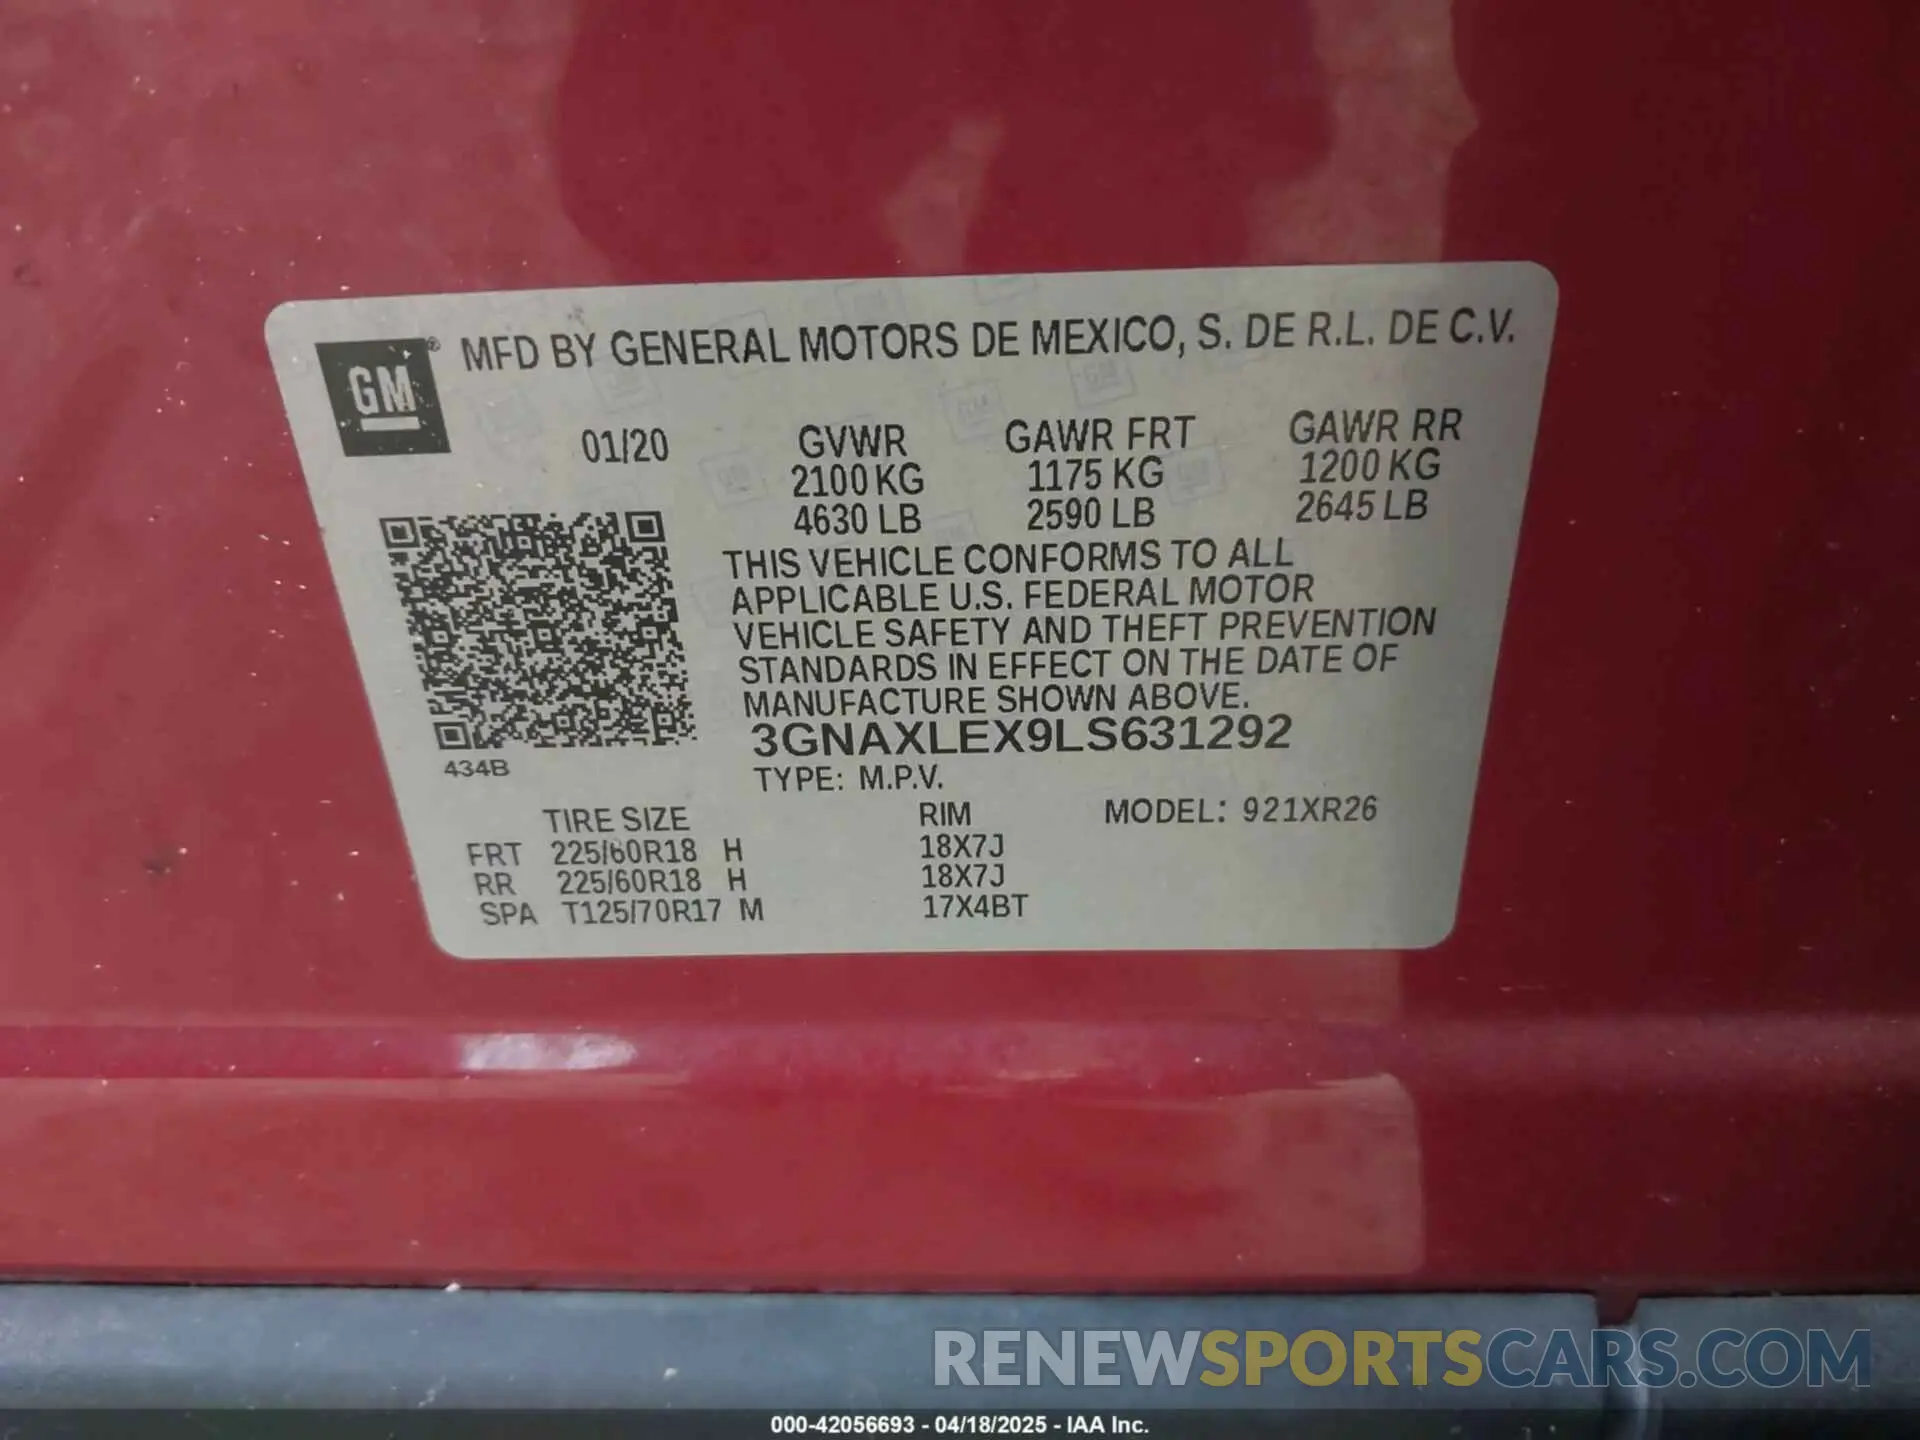 GM® MFD BY GENERAL MOTORS DE MEXICO, S. DE R.L. DE C.V.
01/20 GVWR GAWR FRT GAWR RR
2100 KG 1175 KG 1200 KG
4630 LB 2590 LB 2645 LB
THIS VEHICLE CONFORMS TO ALL
APPLICABLE U.S. FEDERAL MOTOR
VEHICLE SAFETY AND THEFT PREVENTION
STANDARDS IN EFFECT ON THE DATE OF
MANUFACTURE SHOWN ABOVE.
3GNAXLEX9LS631292
434B
TYPE: M.P.V.
TIRE SIZE RIM MODEL: 921XR26
FRT 225/60R18 H 18X7J
RR 225/60R18 H 18X7J
SPA T125/70R17 M 17X4BT
RENEWSPORTSCARS.COM
000-42056693 - 04/18/2025 - IAA Inc.